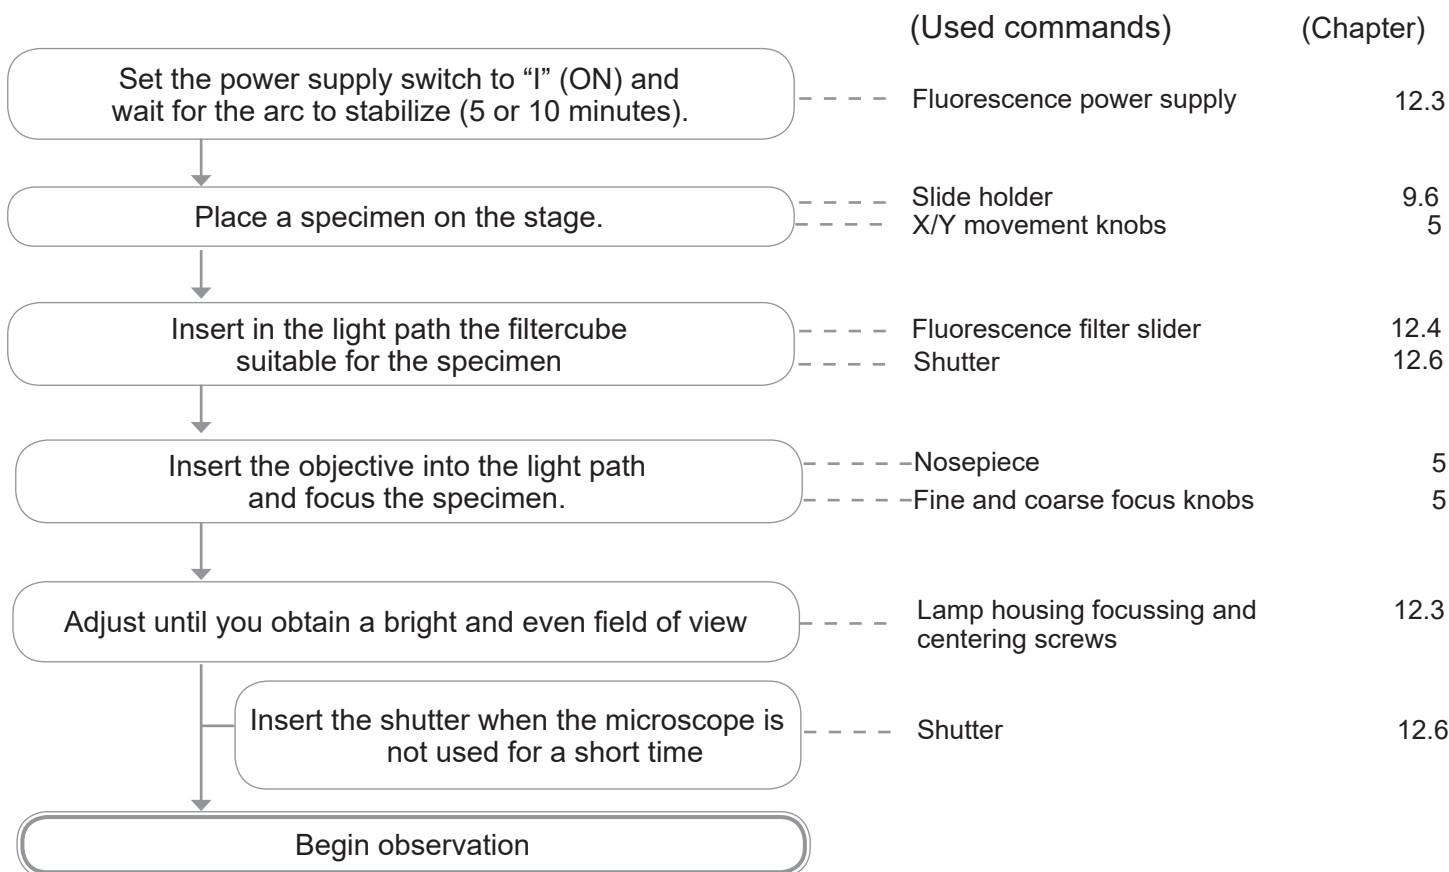 (Used commands) (Chapter)
Set the power supply switch to “I” (ON) and
wait for the arc to stabilize (5 or 10 minutes).
Fluorescence power supply 12.3
Place a specimen on the stage.
Slide holder 9.6
X/Y movement knobs 5
Insert in the light path the filtercube
suitable for the specimen
Fluorescence filter slider 12.4
Shutter 12.6
Insert the objective into the light path
and focus the specimen.
Nosepiece 5
Fine and coarse focus knobs 5
Adjust until you obtain a bright and even field of view
Lamp housing focussing and 12.3
centering screws
Insert the shutter when the microscope is
not used for a short time
Shutter 12.6
Begin observation